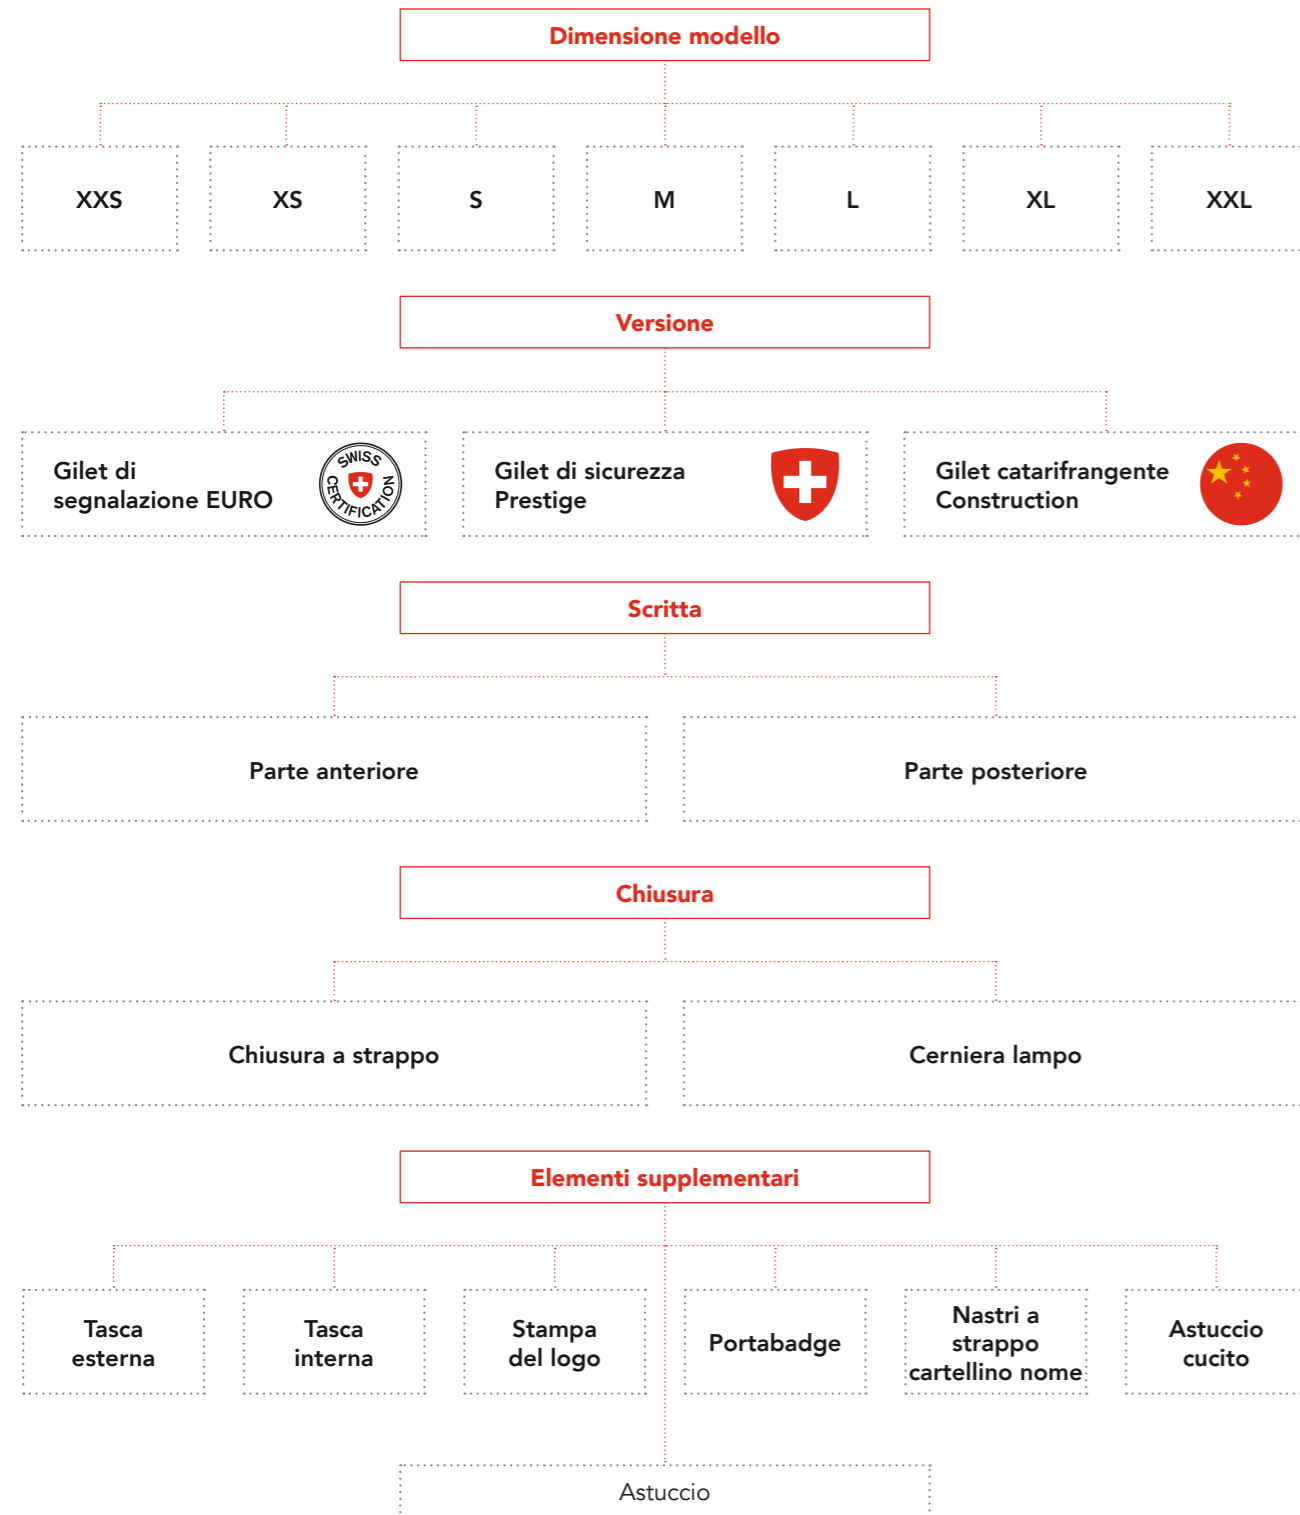 Dimensione modello
XXS
XS
S
M
L
XL
XXL
Versione
Gilet di
segnalazione EURO
SWISS
CERTIFICATION
Gilet di sicurezza
Prestige
Gilet catarifrangente
Construction
Scritta
Parte anteriore
Parte posteriore
Chiusura
Chiusura a strappo
Cerniera lampo
Elementi supplementari
Tasca
esterna
Tasca
interna
Stampa
del logo
Portabadge
Nastri a
strappo
cartellino nome
Astuccio
cucito
Astuccio